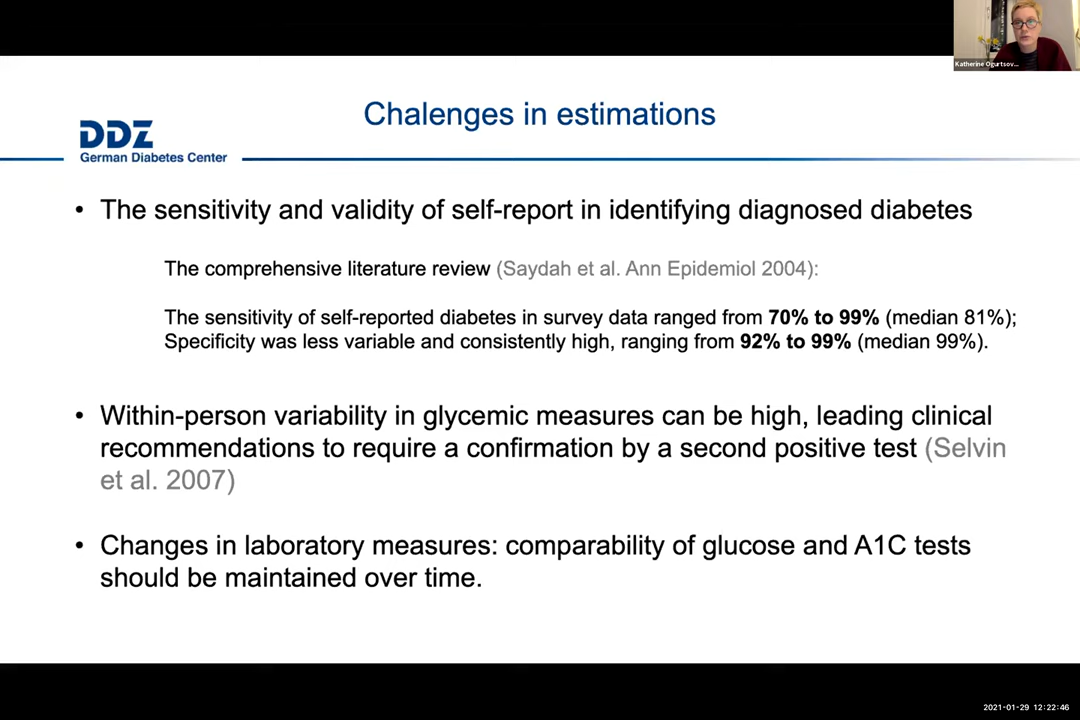 Katherine Ogurtsov...
Chalenges in estimations
DDZ
German Diabetes Center
• The sensitivity and validity of self-report in identifying diagnosed diabetes
The comprehensive literature review (Saydah et al. Ann Epidemiol 2004):
The sensitivity of self-reported diabetes in survey data ranged from 70% to 99% (median 81%);
Specificity was less variable and consistently high, ranging from 92% to 99% (median 99%).
• Within-person variability in glycemic measures can be high, leading clinical
recommendations to require a confirmation by a second positive test (Selvin
et al. 2007)
• Changes in laboratory measures: comparability of glucose and A1C tests
should be maintained over time.
2021-01-29 12:22:46